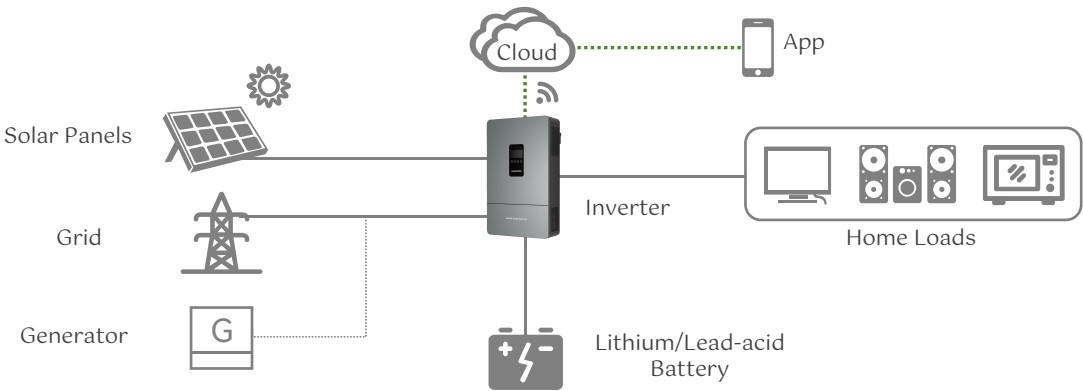 Cloud
App
Solar Panels
Inverter
Grid
Home Loads
Generator
G
Lithium/Lead-acid
Battery